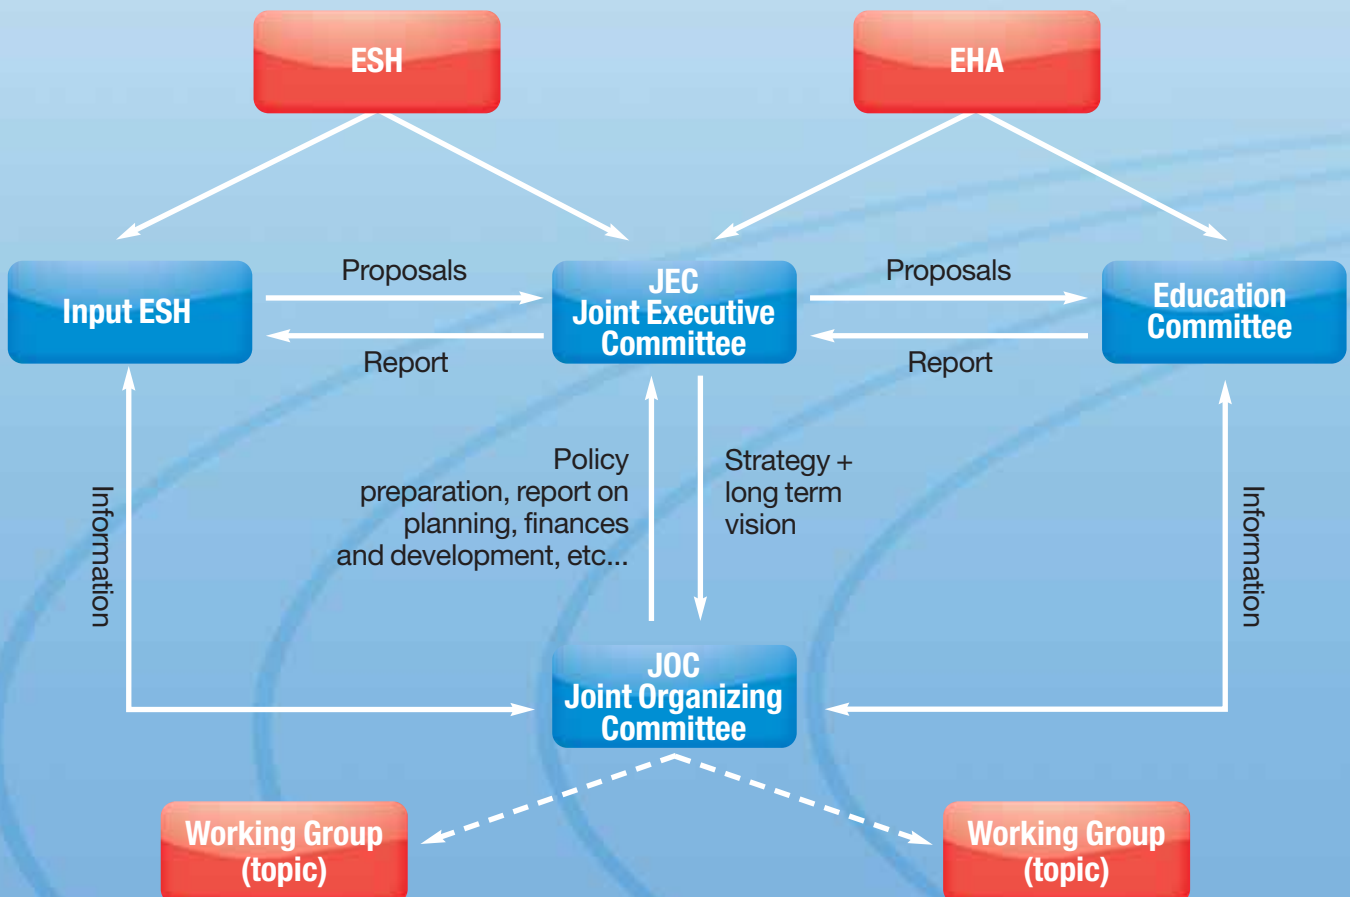 ESH
EHA
Input ESH
Proposals
Report
JEC
Joint Executive
Committee
Proposals
Report
Education
Committee
Information
Policy
preparation, report on
planning, finances
and development, etc...
Strategy +
long term
vision
Information
JOC
Joint Organizing
Committee
Working Group
(topic)
Working Group
(topic)